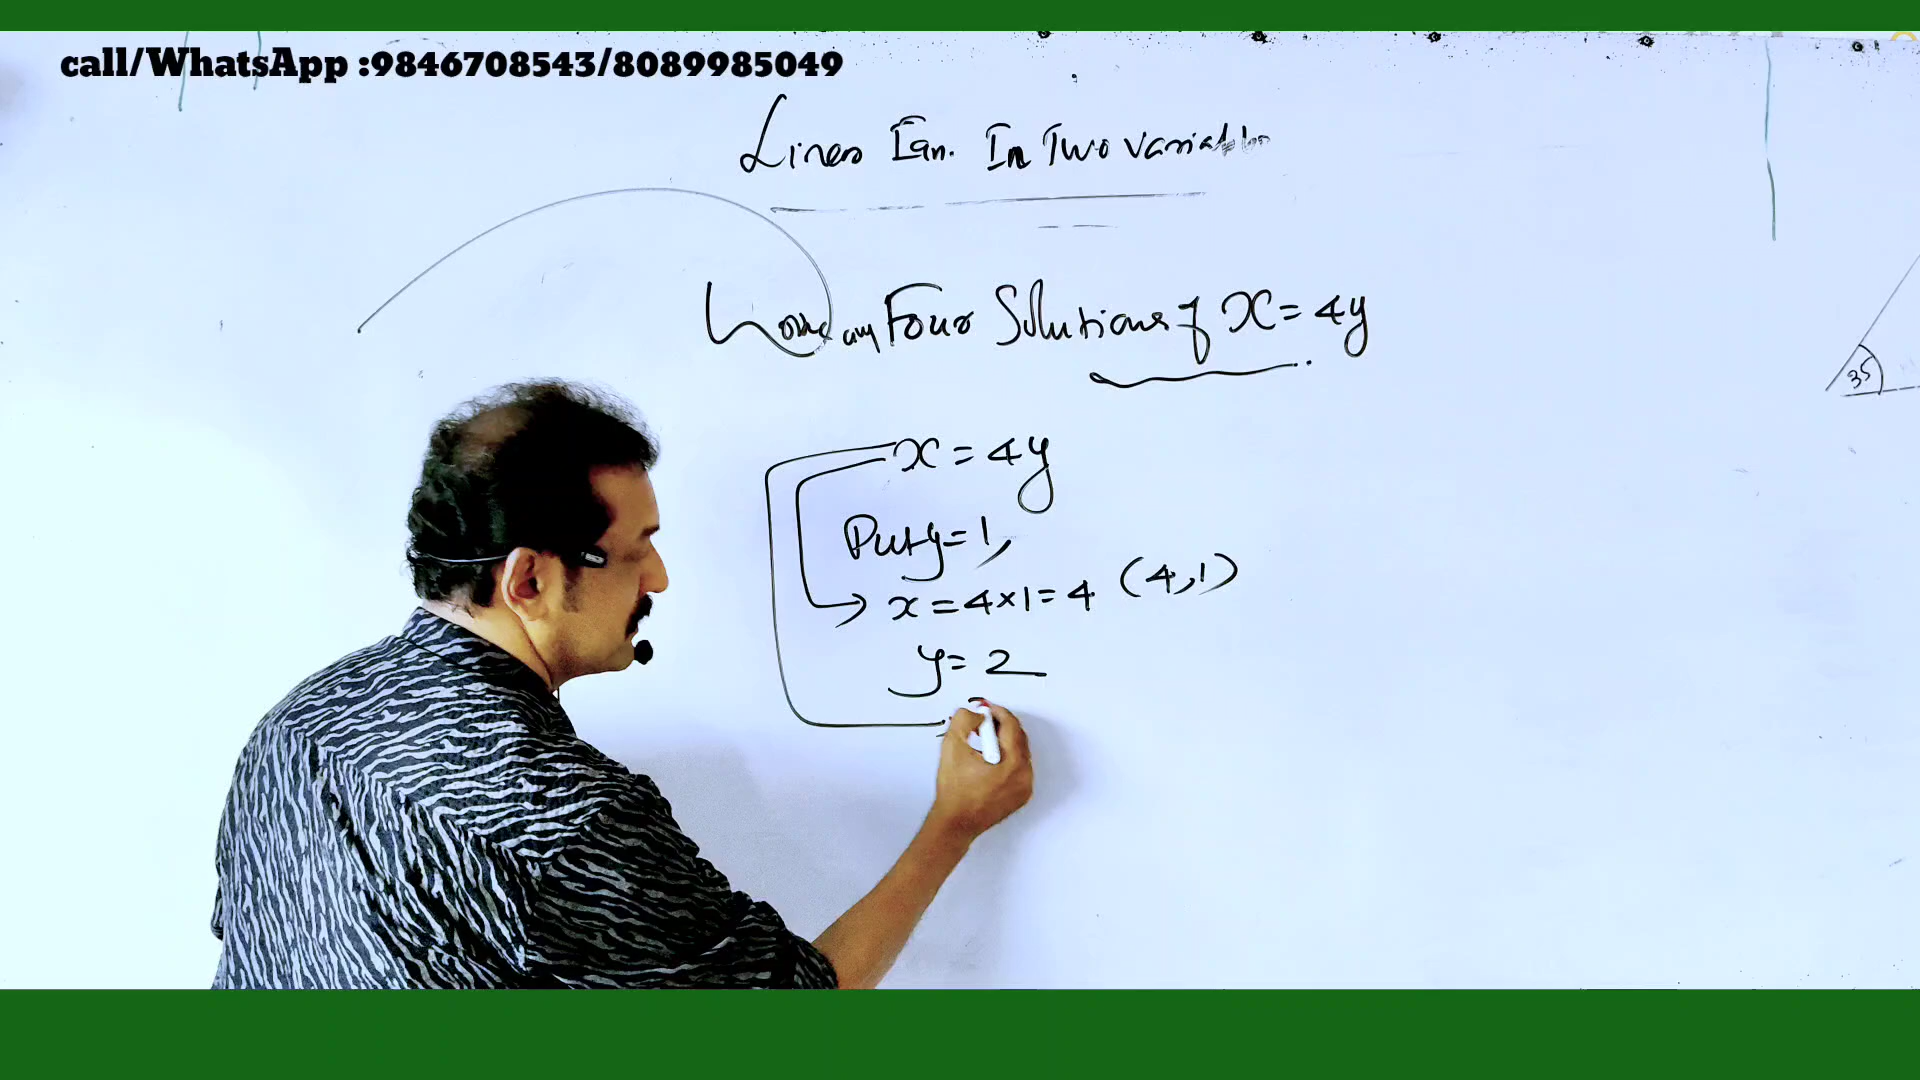 call/WhatsApp :9846708543/8089985049
Linear Eqn. In Two variables
any Four Solutions of x = 4y
x = 4y
Put y = 1,
x = 4×1 = 4 (4,1)
y = 2
35